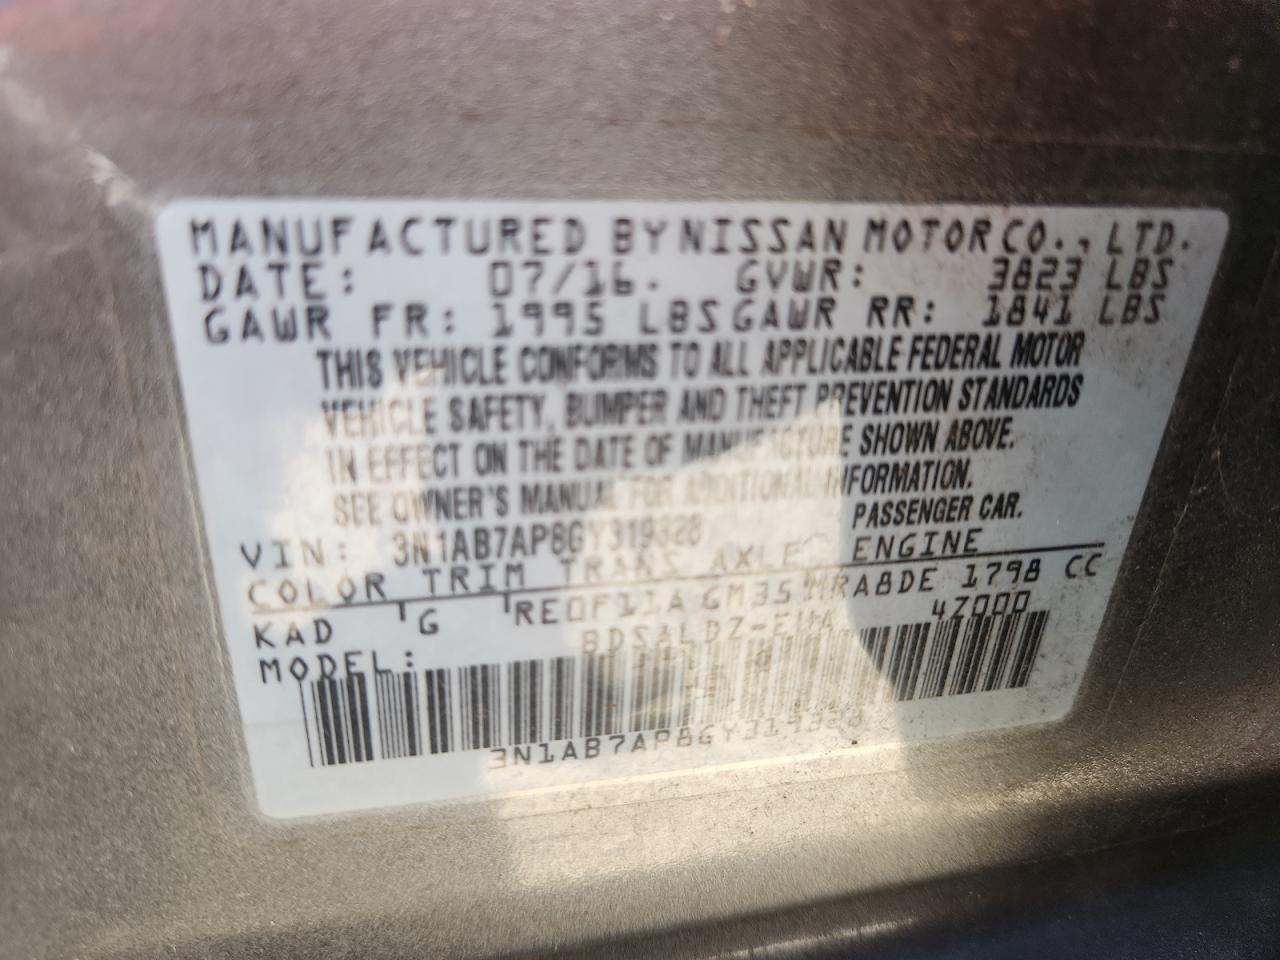 MANUFACTURED BY NISSAN MOTOR CO., LTD.
DATE: 07/16. GVWR: 3823 LBS
GAWR FR: 1995 LBS GAWR RR: 1841 LBS
THIS VEHICLE CONFORMS TO ALL APPLICABLE FEDERAL MOTOR
VEHICLE SAFETY, BUMPER AND THEFT PREVENTION STANDARDS
IN EFFECT ON THE DATE OF MANUFACTURE SHOWN ABOVE.
SEE OWNER'S MANUAL FOR ADDITIONAL INFORMATION.
PASSENGER CAR.
VIN: 3N1AB7AP8GY319328
COLOR TRIM TRANS AXLE ENGINE
KAD G RE0F11A GM35 MRA8DE 1798 CC
MODEL: 4Z000
3N1AB7AP8GY319328